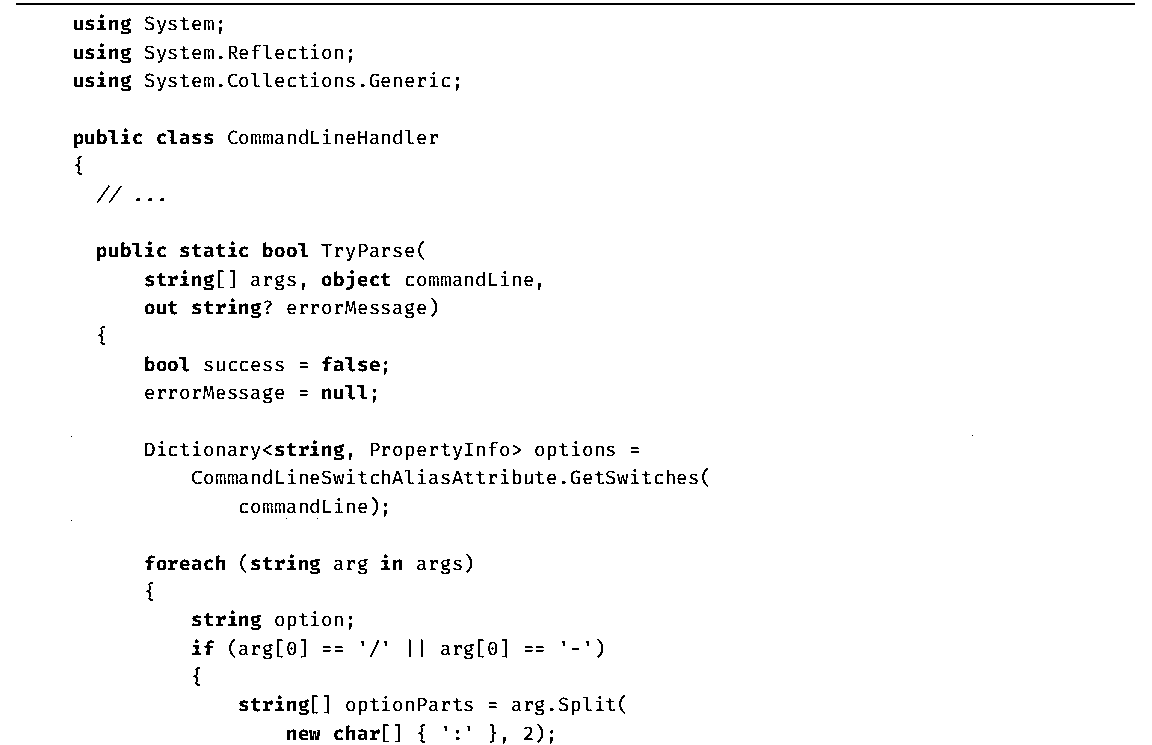 using System;
using System.Reflection;
using System.Collections.Generic;

public class CommandLineHandler
{
  // ...

  public static bool TryParse(
      string[] args, object commandLine,
      out string? errorMessage)
  {
      bool success = false;
      errorMessage = null;

      Dictionary<string, PropertyInfo> options =
          CommandLineSwitchAliasAttribute.GetSwitches(
              commandLine);

      foreach (string arg in args)
      {
          string option;
          if (arg[0] == '/' || arg[0] == '-')
          {
              string[] optionParts = arg.Split(
                  new char[] { ':' }, 2);